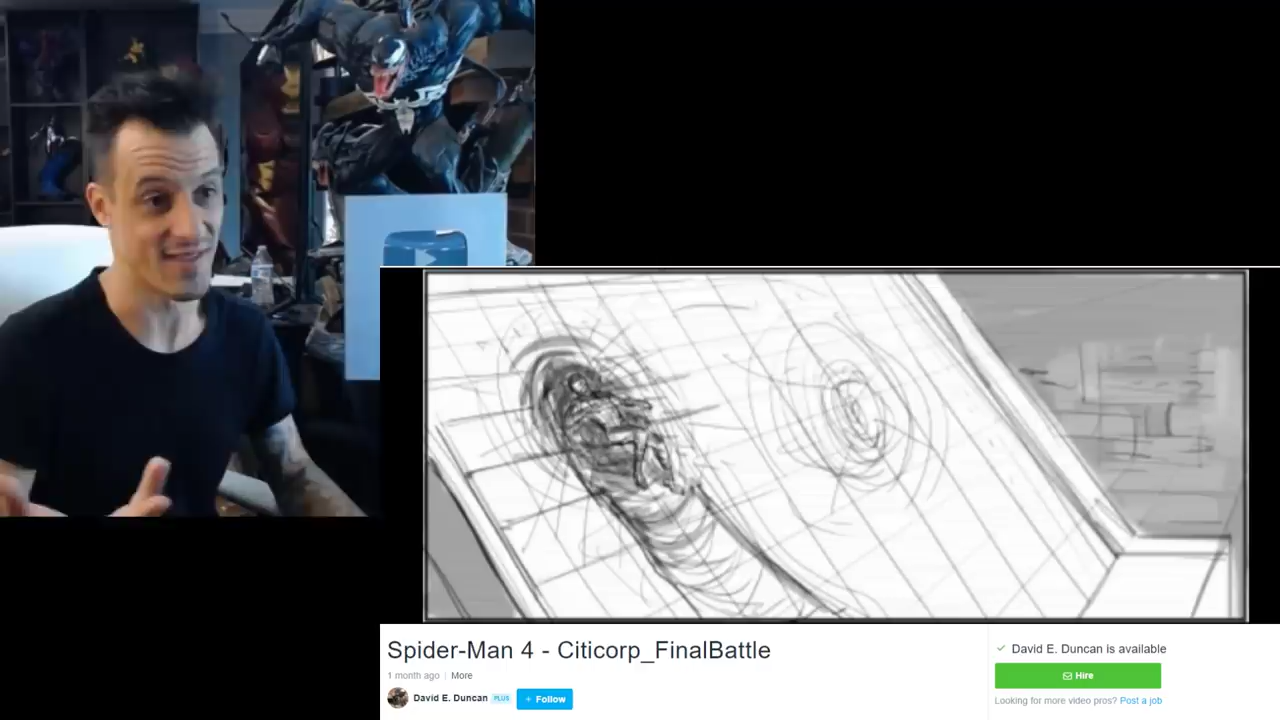 Spider-Man 4 - Citicorp_FinalBattle
1 month ago | More
David E. Duncan PLUS + Follow
David E. Duncan is available
Hire
Looking for more video pros? Post a job